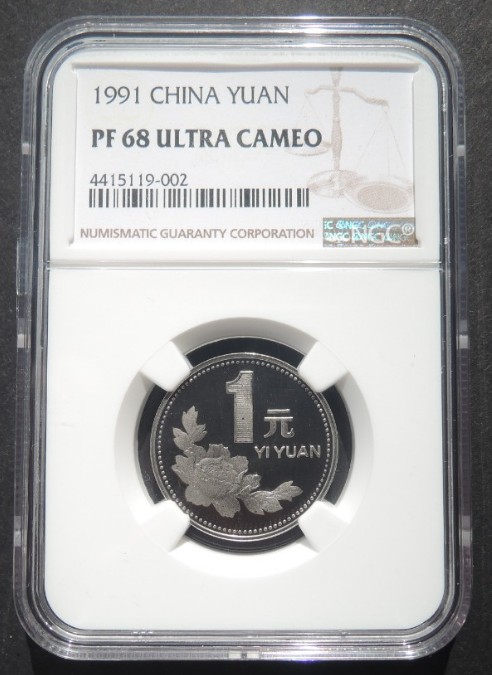 1991 CHINA YUAN
PF 68 ULTRA CAMEO
4415119-002
NUMISMATIC GUARANTY CORPORATION
NGC
1元
YI YUAN